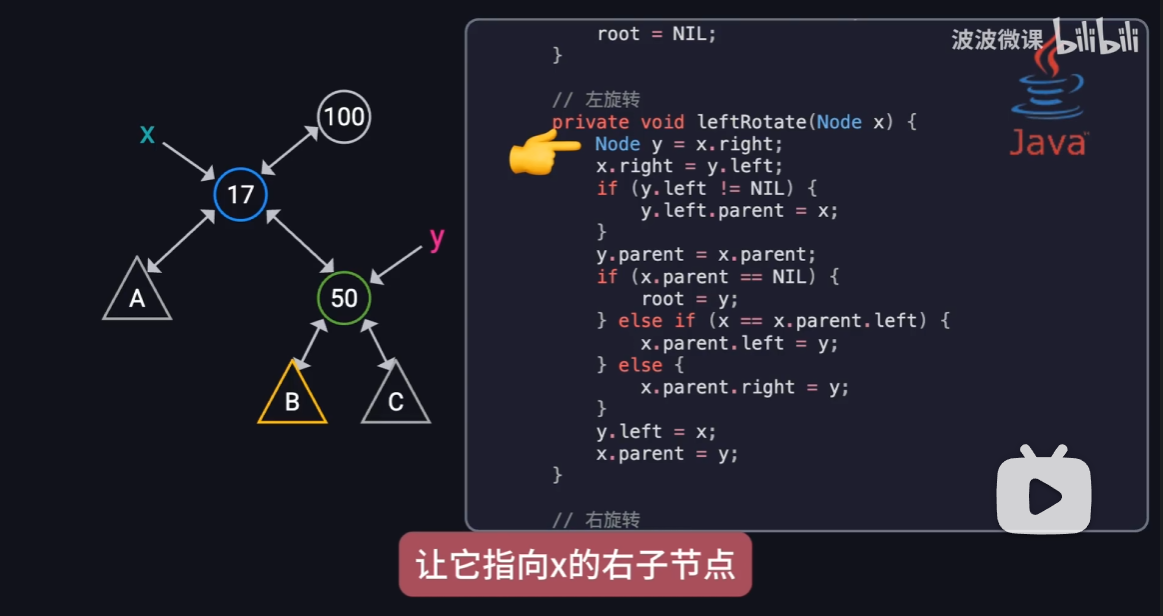 波波微课 bilibili
Java
x
100
17
y
A
50
B
C
root = NIL;
}
// 左旋转
private void leftRotate(Node x) {
Node y = x.right;
x.right = y.left;
if (y.left != NIL) {
y.left.parent = x;
}
y.parent = x.parent;
if (x.parent == NIL) {
root = y;
} else if (x == x.parent.left) {
x.parent.left = y;
} else {
x.parent.right = y;
}
y.left = x;
x.parent = y;
}
// 右旋转
让它指向x的右子节点